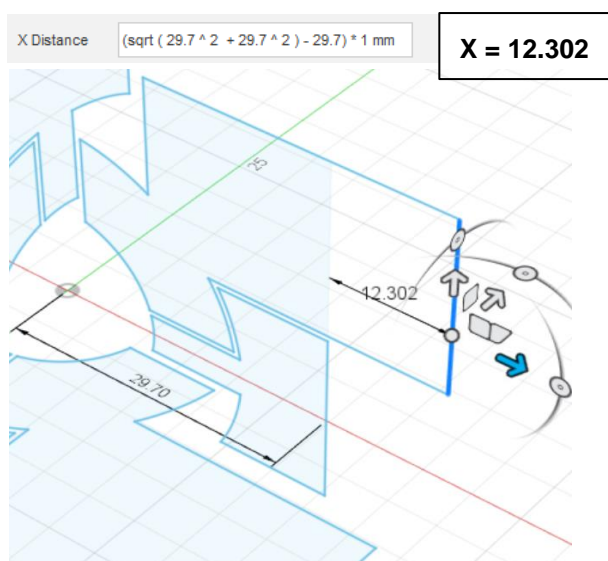 X Distance (sqrt ( 29.7 ^ 2 + 29.7 ^ 2 ) - 29.7) * 1 mm
X = 12.302
25
12.302
29.70